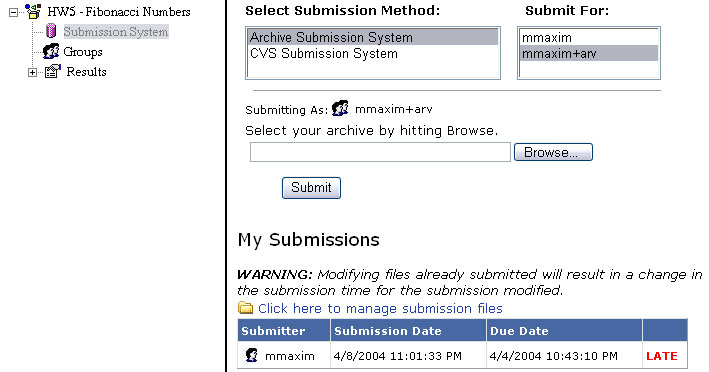 HW5 - Fibonacci Numbers
Submission System
Groups
Results
Select Submission Method: Submit For:
Archive Submission System mmaxim
CVS Submission System mmaxim+arv
Submitting As: mmaxim+arv
Select your archive by hitting Browse.
Browse...
Submit
My Submissions
WARNING: Modifying files already submitted will result in a change in
the submission time for the submission modified.
Click here to manage submission files
Submitter Submission Date Due Date
mmaxim 4/8/2004 11:01:33 PM 4/4/2004 10:43:10 PM LATE